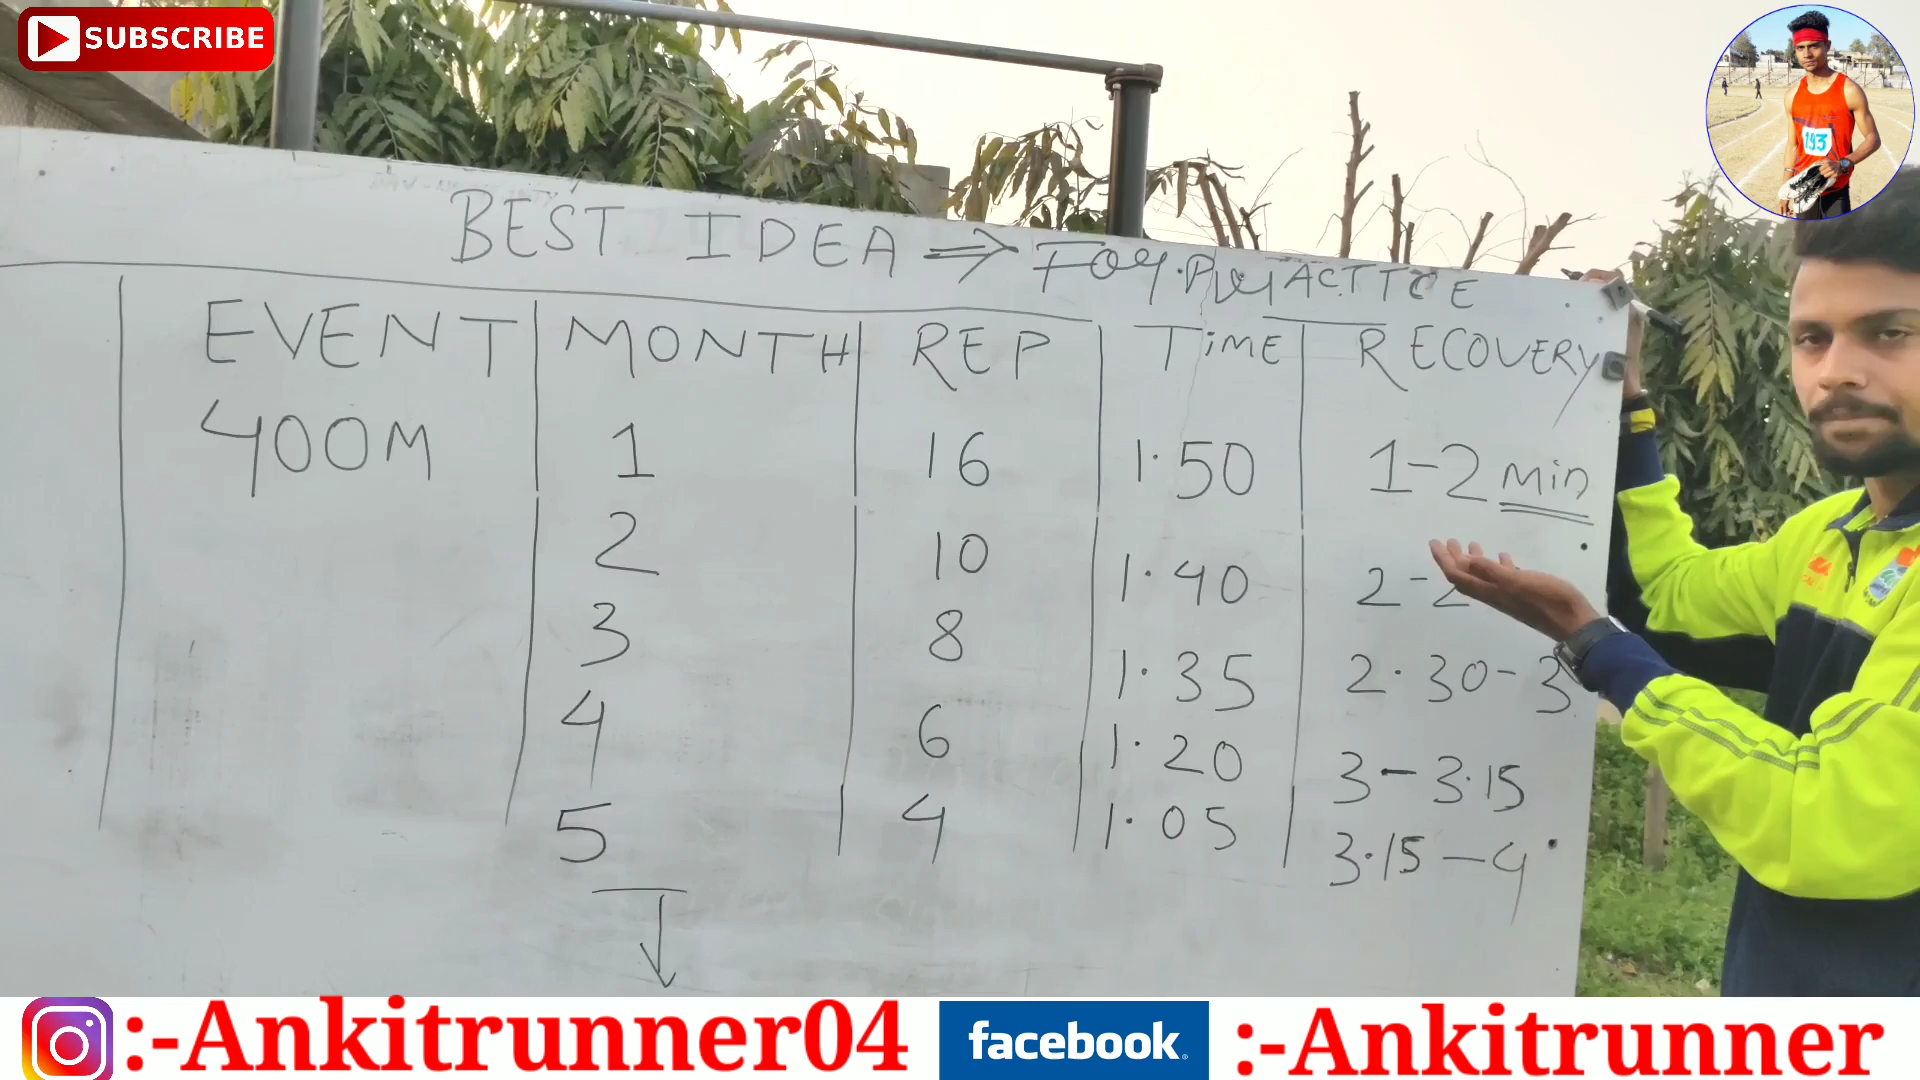 SUBSCRIBE
193
BEST IDEA ⇒ FOR PRACTICE
EVENT MONTH REP TiME RECOVERY
400M 1 16 1·50 1-2 min
2 10 1·40 2-2
3 8 1·35 2·30-3
4 6 1·20 3-3·15
5 4 1·05 3·15-4
:-Ankitrunner04 facebook :-Ankitrunner